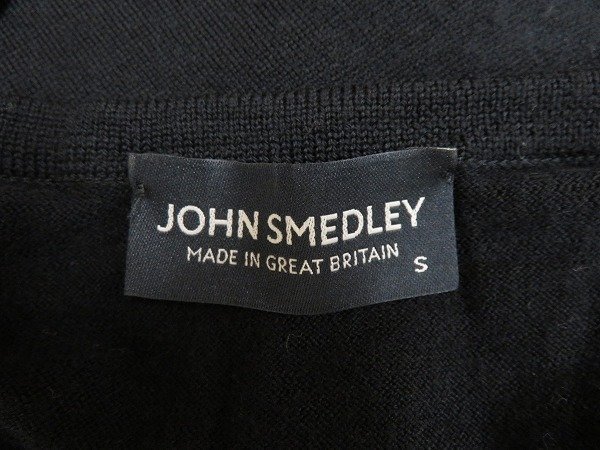 JOHN SMEDLEY
MADE IN GREAT BRITAIN S